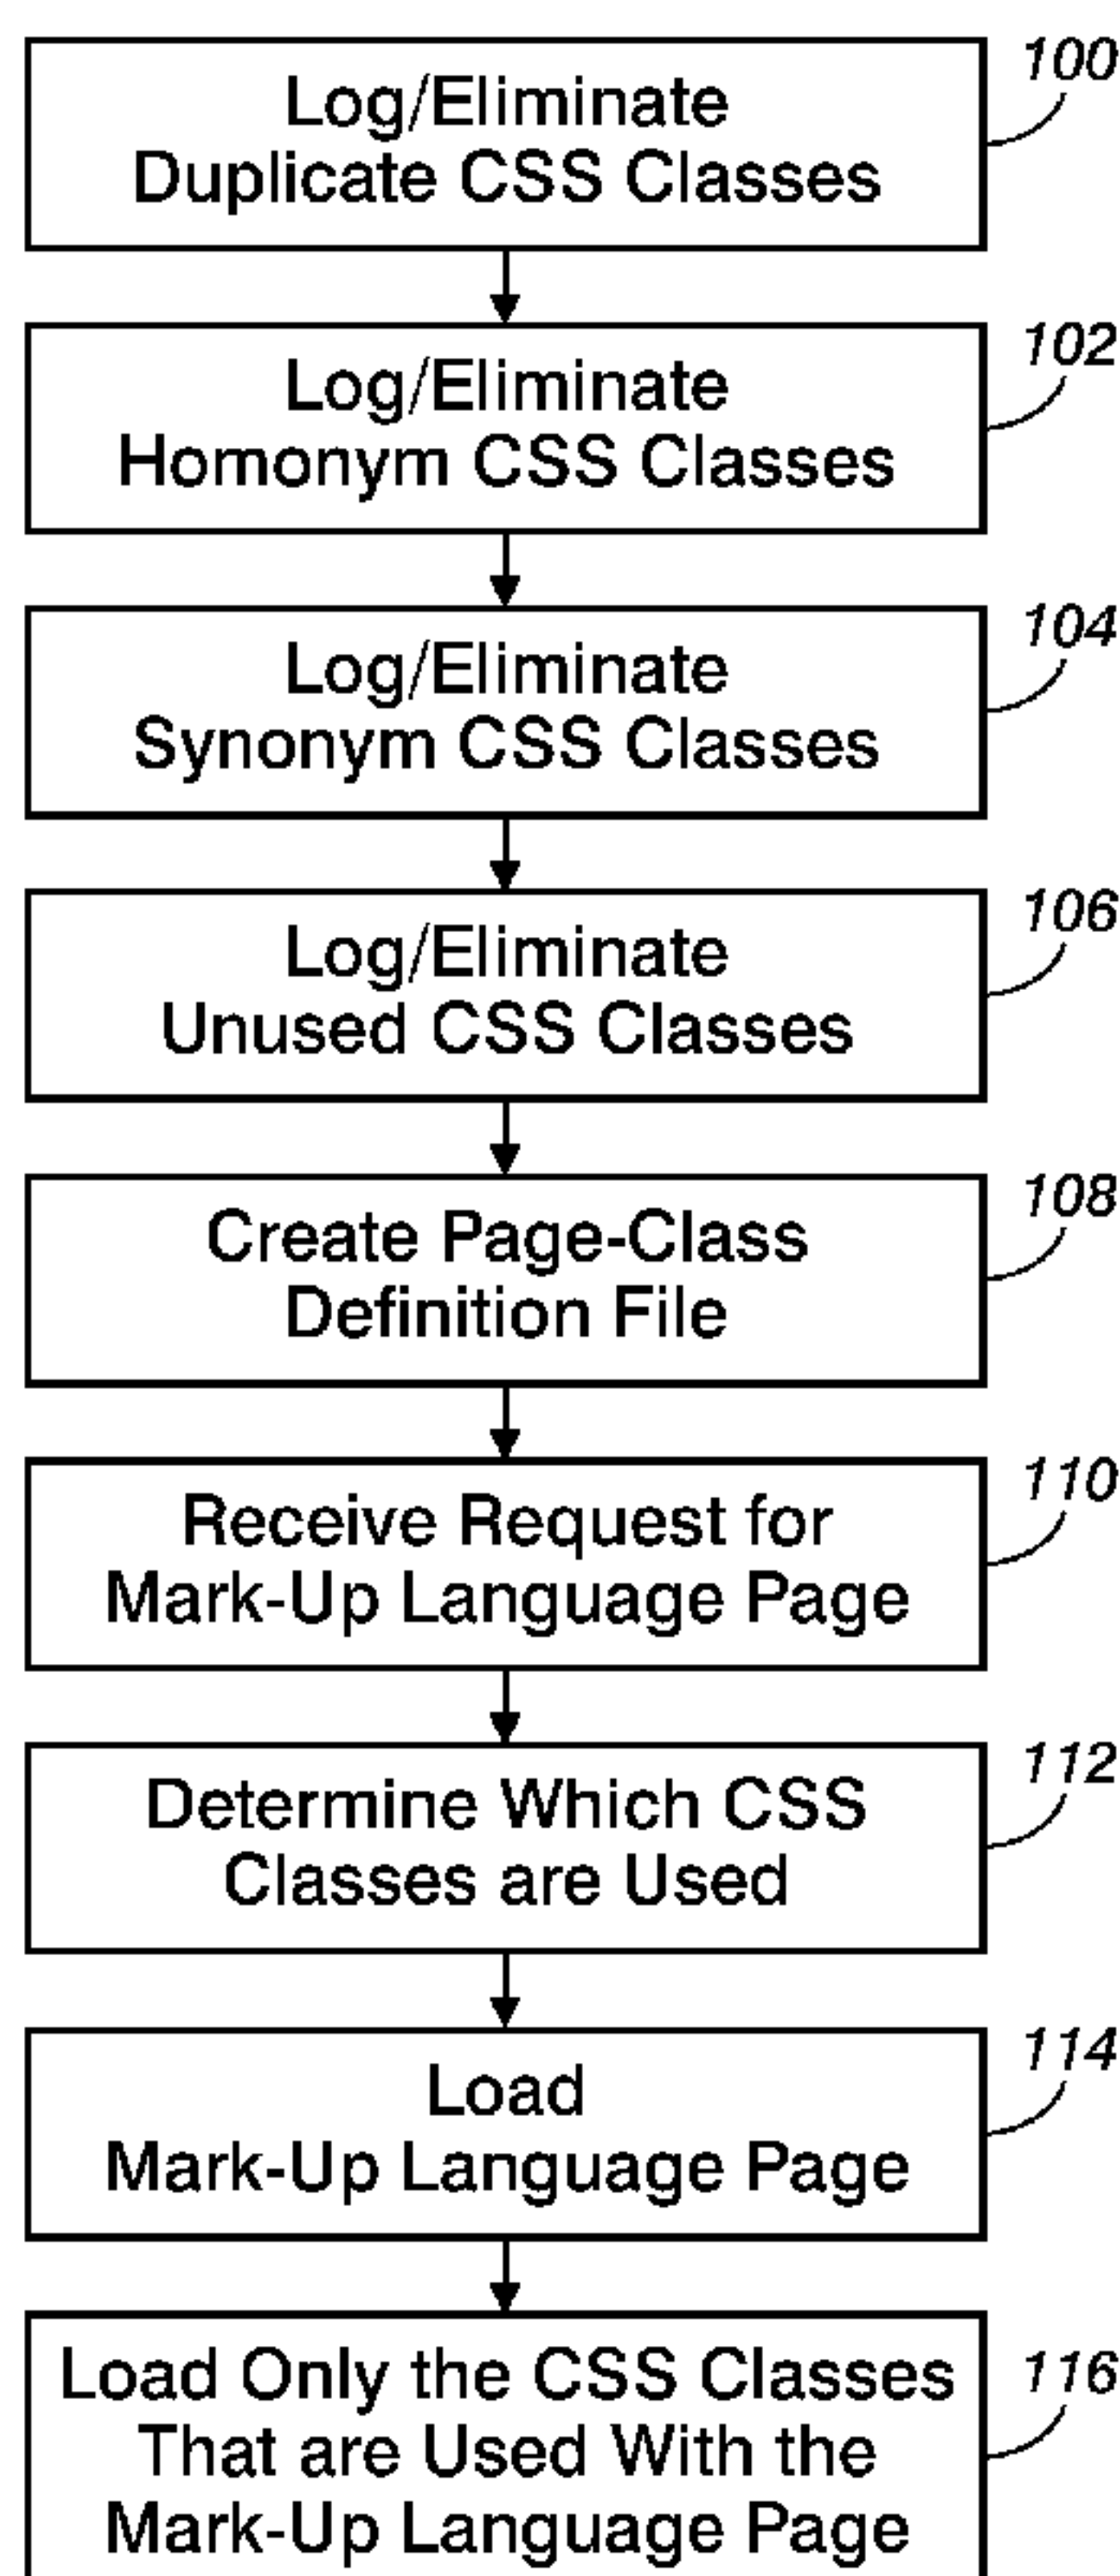 Log/Eliminate
Duplicate CSS Classes
100
Log/Eliminate
Homonym CSS Classes
102
Log/Eliminate
Synonym CSS Classes
104
Log/Eliminate
Unused CSS Classes
106
Create Page-Class
Definition File
108
Receive Request for
Mark-Up Language Page
110
Determine Which CSS
Classes are Used
112
Load
Mark-Up Language Page
114
Load Only the CSS Classes
That are Used With the
Mark-Up Language Page
116